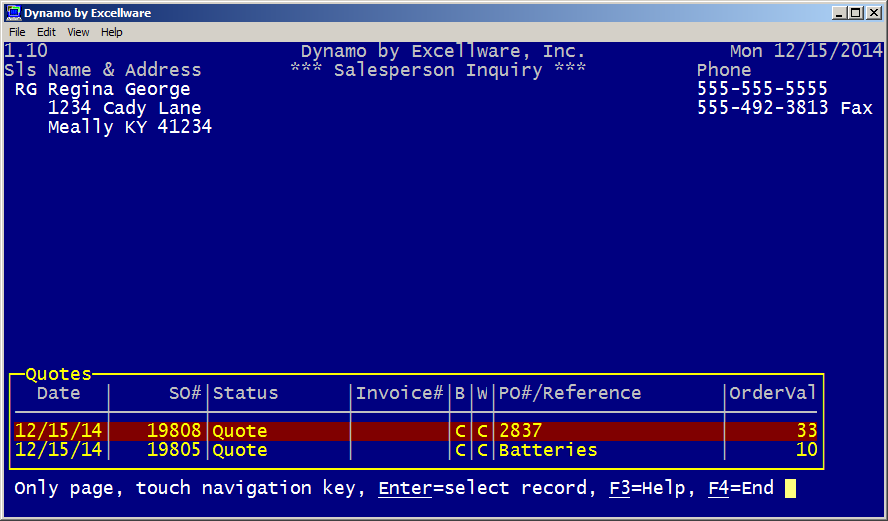 Dynamo by Excellware
File Edit View Help
1.10 Dynamo by Excellware, Inc. Mon 12/15/2014
Sls Name & Address *** Salesperson Inquiry *** Phone
RG Regina George 555-555-5555
1234 Cady Lane 555-492-3813 Fax
Meally KY 41234
Quotes
Date SO# Status Invoice# B W PO#/Reference OrderVal
12/15/14 19808 Quote C C 2837 33
12/15/14 19805 Quote C C Batteries 10
Only page, touch navigation key, Enter=select record, F3=Help, F4=End